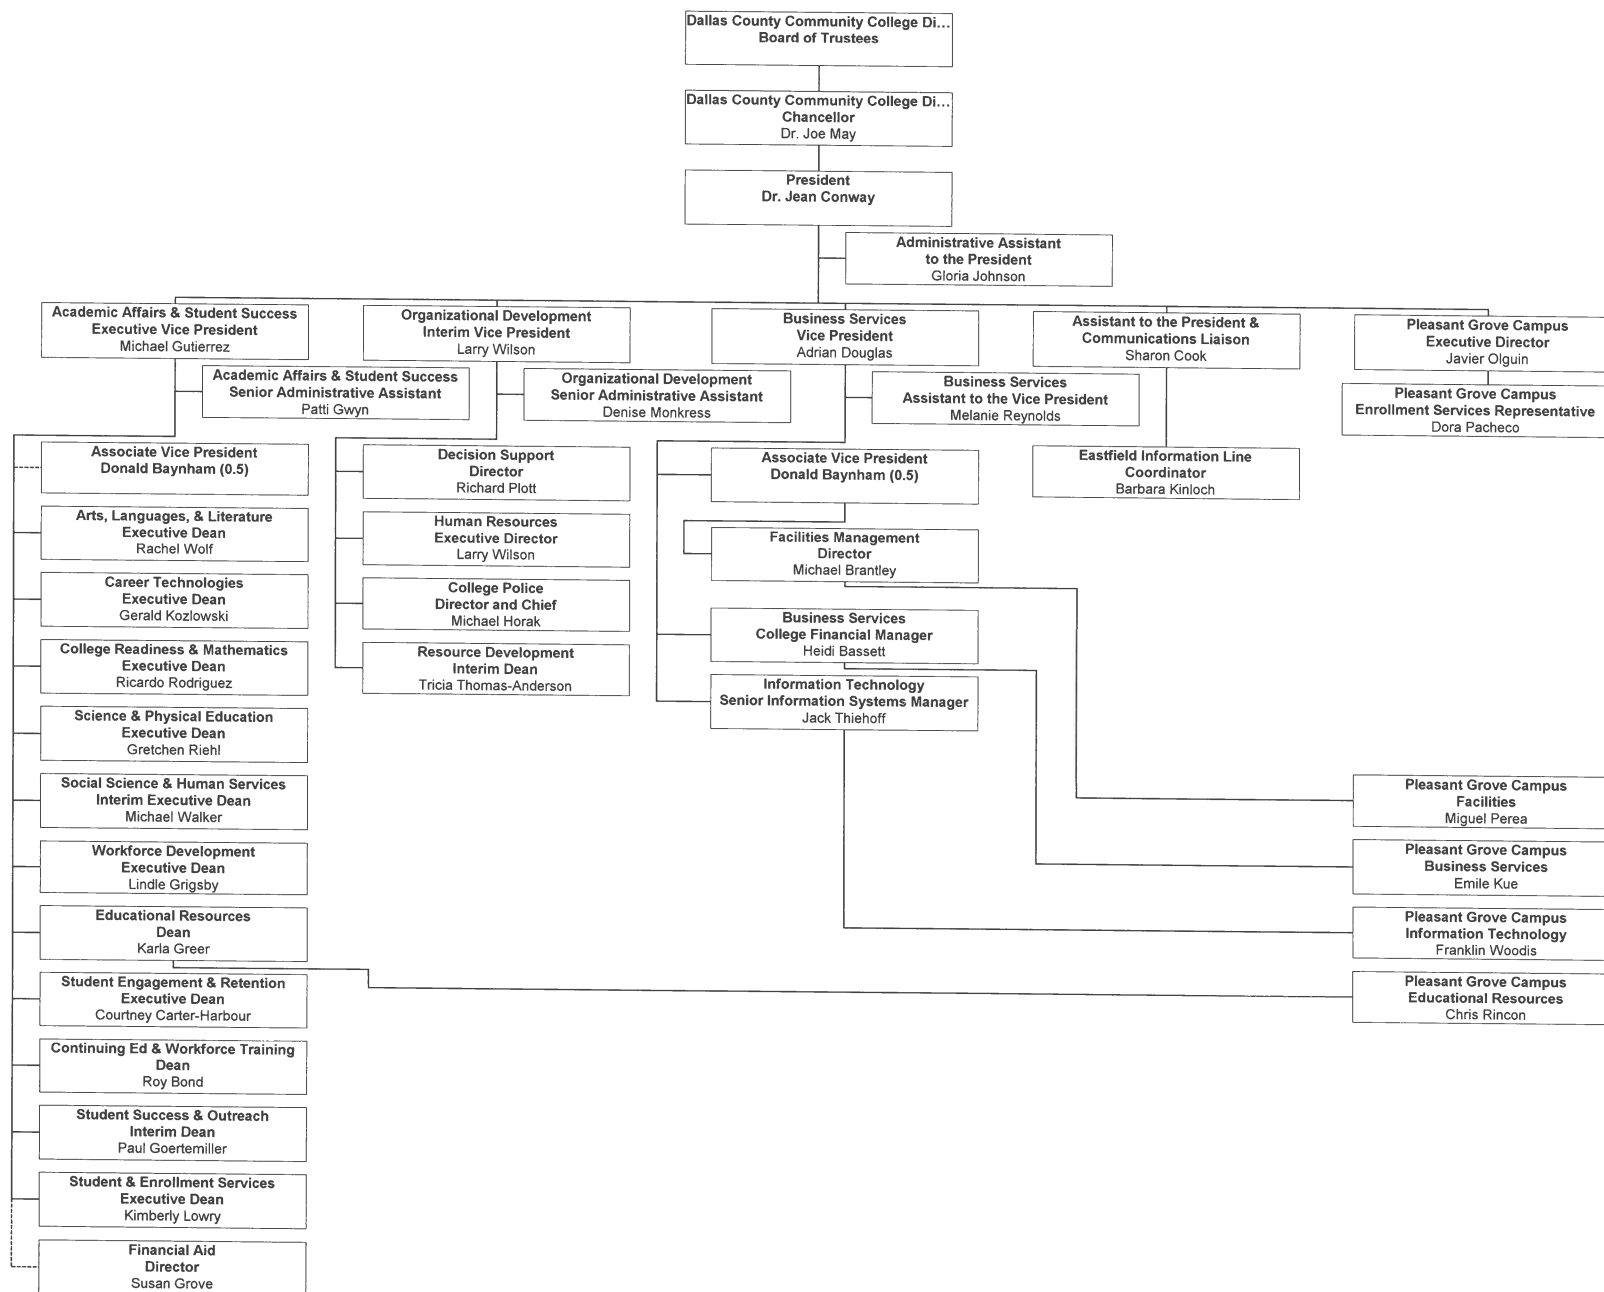 Dallas County Community College Di...
Board of Trustees
Dallas County Community College Di...
Chancellor
Dr. Joe May
President
Dr. Jean Conway
Administrative Assistant
to the President
Gloria Johnson
Academic Affairs & Student Success
Executive Vice President
Michael Gutierrez
Organizational Development
Interim Vice President
Larry Wilson
Business Services
Vice President
Adrian Douglas
Assistant to the President &
Communications Liaison
Sharon Cook
Pleasant Grove Campus
Executive Director
Javier Olguin
Academic Affairs & Student Success
Senior Administrative Assistant
Patti Gwyn
Organizational Development
Senior Administrative Assistant
Denise Monkress
Business Services
Assistant to the Vice President
Melanie Reynolds
Pleasant Grove Campus
Enrollment Services Representative
Dora Pacheco
Associate Vice President
Donald Baynham (0.5)
Arts, Languages, & Literature
Executive Dean
Rachel Wolf
Career Technologies
Executive Dean
Gerald Kozlowski
College Readiness & Mathematics
Executive Dean
Ricardo Rodriguez
Science & Physical Education
Executive Dean
Gretchen Riehl
Social Science & Human Services
Interim Executive Dean
Michael Walker
Workforce Development
Executive Dean
Lindle Grigsby
Educational Resources
Dean
Karla Greer
Student Engagement & Retention
Executive Dean
Courtney Carter-Harbour
Continuing Ed & Workforce Training
Dean
Roy Bond
Student Success & Outreach
Interim Dean
Paul Goertemiller
Student & Enrollment Services
Executive Dean
Kimberly Lowry
Financial Aid
Director
Susan Grove
Decision Support
Director
Richard Plott
Human Resources
Executive Director
Larry Wilson
College Police
Director and Chief
Michael Horak
Resource Development
Interim Dean
Tricia Thomas-Anderson
Associate Vice President
Donald Baynham (0.5)
Facilities Management
Director
Michael Brantley
Business Services
College Financial Manager
Heidi Bassett
Information Technology
Senior Information Systems Manager
Jack Thiehoff
Eastfield Information Line
Coordinator
Barbara Kinloch
Pleasant Grove Campus
Facilities
Miguel Perea
Pleasant Grove Campus
Business Services
Emile Kue
Pleasant Grove Campus
Information Technology
Franklin Woodis
Pleasant Grove Campus
Educational Resources
Chris Rincon